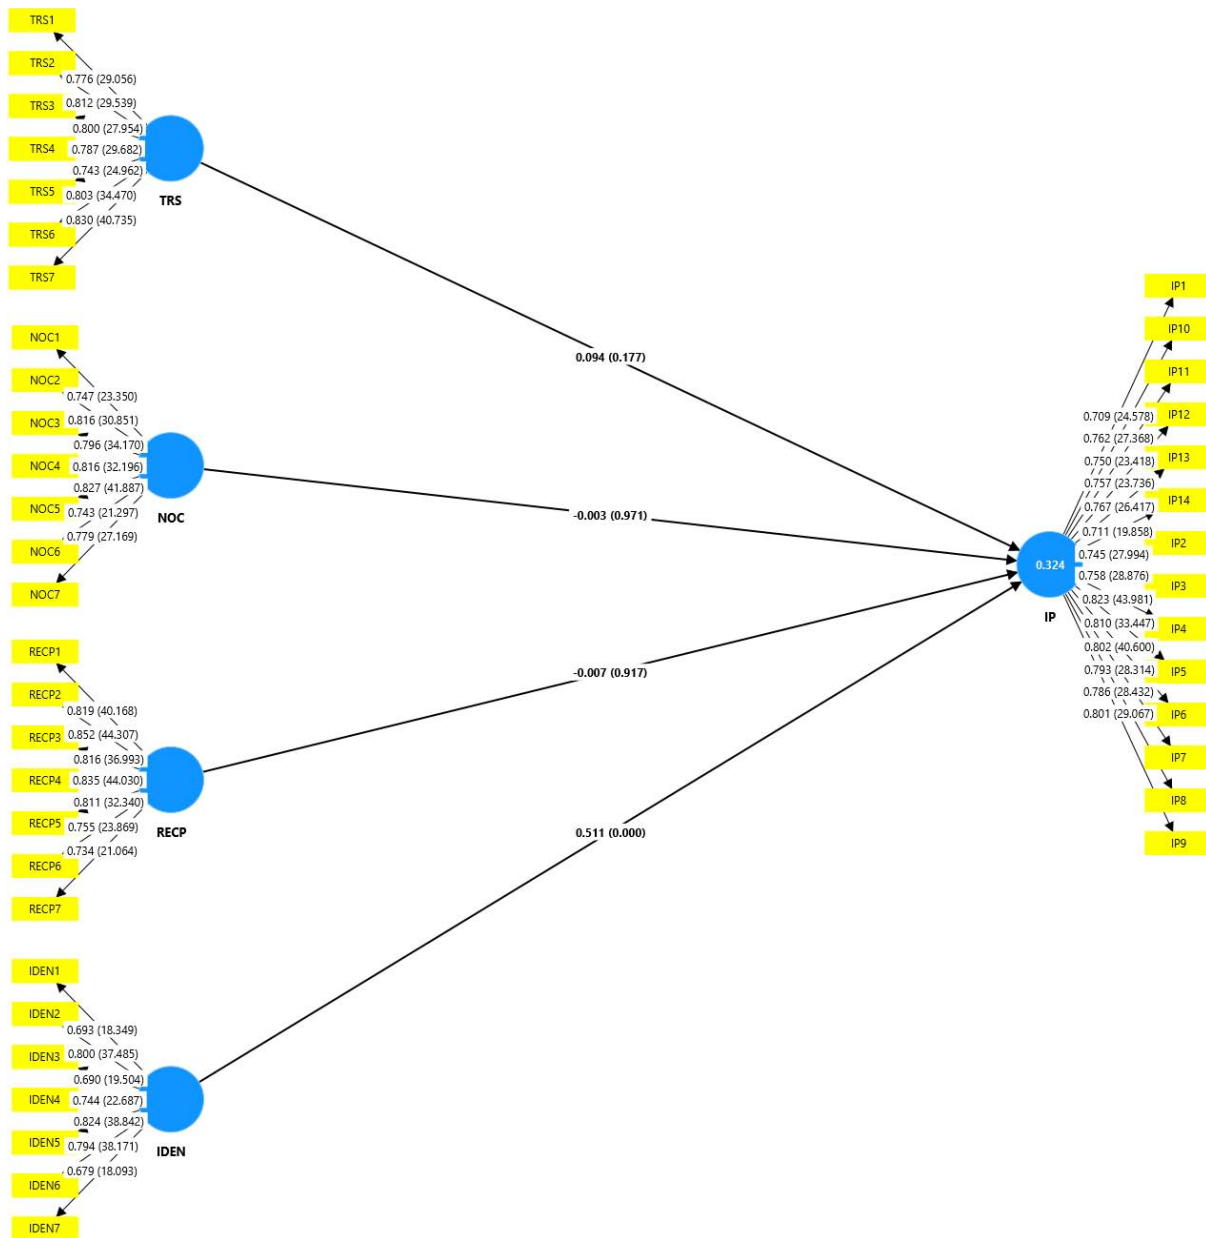 TRS1
TRS2
TRS3
TRS4
TRS5
TRS6
TRS7
0.776 (29.056)
0.812 (29.539)
0.800 (27.954)
0.787 (29.682)
0.743 (24.962)
0.803 (34.470)
0.830 (40.735)
TRS
NOC1
NOC2
NOC3
NOC4
NOC5
NOC6
NOC7
0.747 (23.350)
0.816 (30.851)
0.796 (34.170)
0.816 (32.196)
0.827 (41.887)
0.743 (21.297)
0.779 (27.169)
NOC
RECP1
RECP2
RECP3
RECP4
RECP5
RECP6
RECP7
0.819 (40.168)
0.852 (44.307)
0.816 (36.993)
0.835 (44.030)
0.811 (32.340)
0.755 (23.869)
0.734 (21.064)
RECP
IDEN1
IDEN2
IDEN3
IDEN4
IDEN5
IDEN6
IDEN7
0.693 (18.349)
0.800 (37.485)
0.690 (19.504)
0.744 (22.687)
0.824 (38.842)
0.794 (38.171)
0.679 (18.093)
IDEN
0.094 (0.177)
-0.003 (0.971)
-0.007 (0.917)
0.511 (0.000)
0.324
IP
0.709 (24.578)
0.762 (27.368)
0.750 (23.418)
0.757 (23.736)
0.767 (26.417)
0.711 (19.858)
0.745 (27.994)
0.758 (28.876)
0.823 (43.981)
0.810 (33.447)
0.802 (40.600)
0.793 (28.314)
0.786 (28.432)
0.801 (29.067)
IP1
IP10
IP11
IP12
IP13
IP14
IP2
IP3
IP4
IP5
IP6
IP7
IP8
IP9